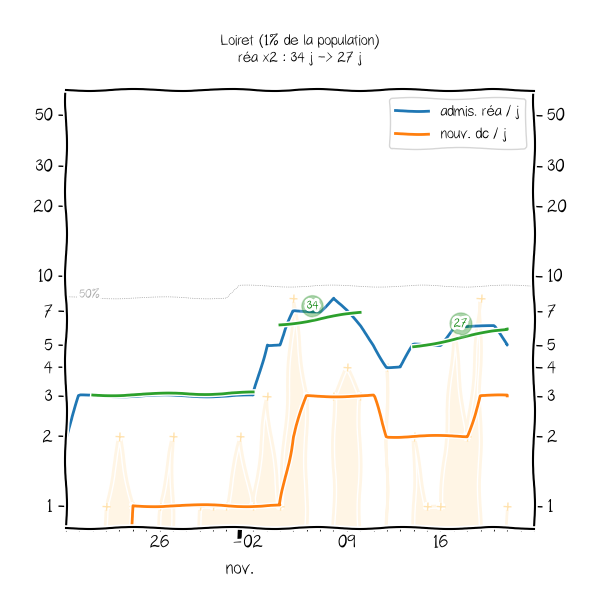 Loiret (1% de la population)
réa x2 : 34 j -> 27 j
admis. réa / j
nouv. dc / j
50 50
30 30
20 20
10 10
50%
7 7
34
27
5 5
4 4
3 3
2 2
1 1
26 02 09 16
nov.